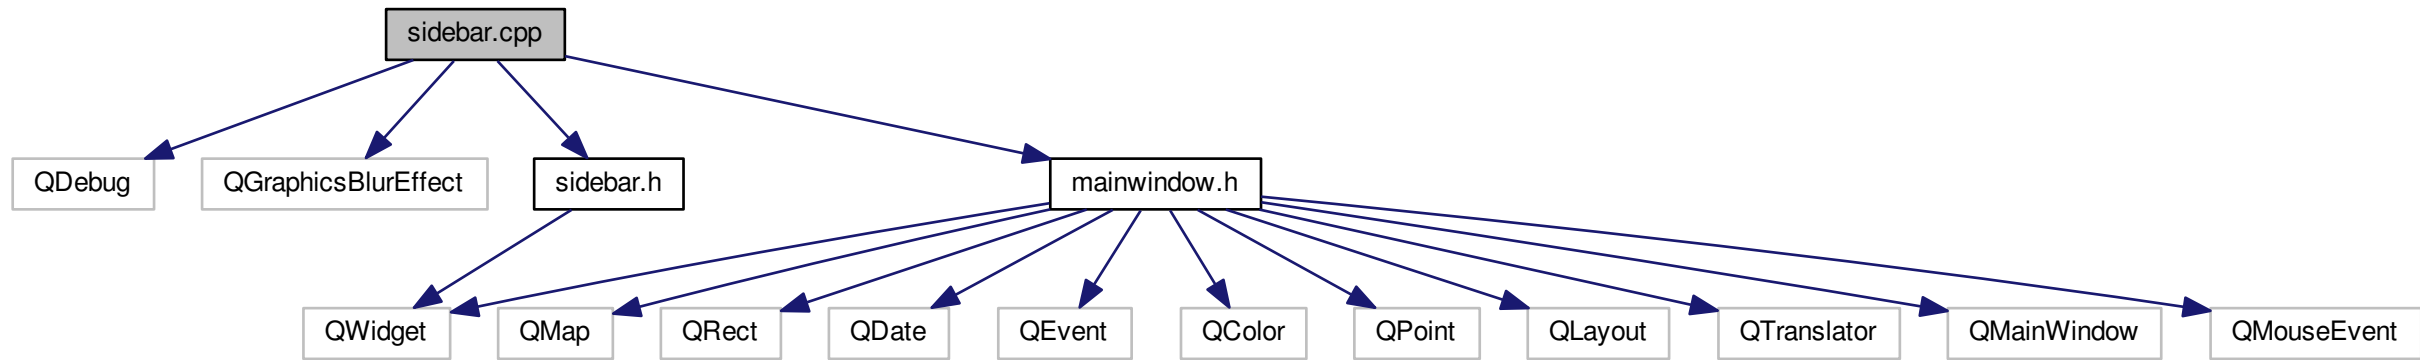 sidebar.cpp
QDebug
QGraphicsBlurEffect
sidebar.h
mainwindow.h
QWidget
QMap
QRect
QDate
QEvent
QColor
QPoint
QLayout
QTranslator
QMainWindow
QMouseEvent